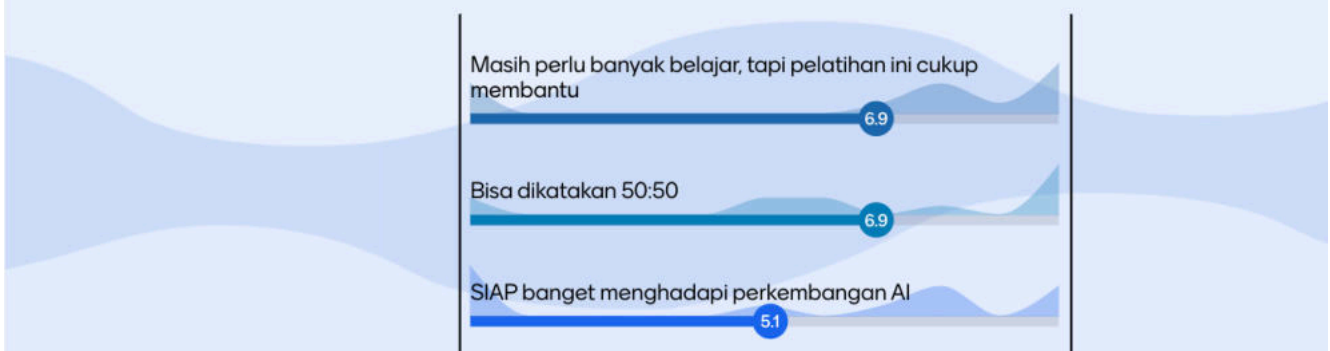 Masih perlu banyak belajar, tapi pelatihan ini cukup
membantu
6.9
Bisa dikatakan 50:50
6.9
SIAP banget menghadapi perkembangan AI
5.1